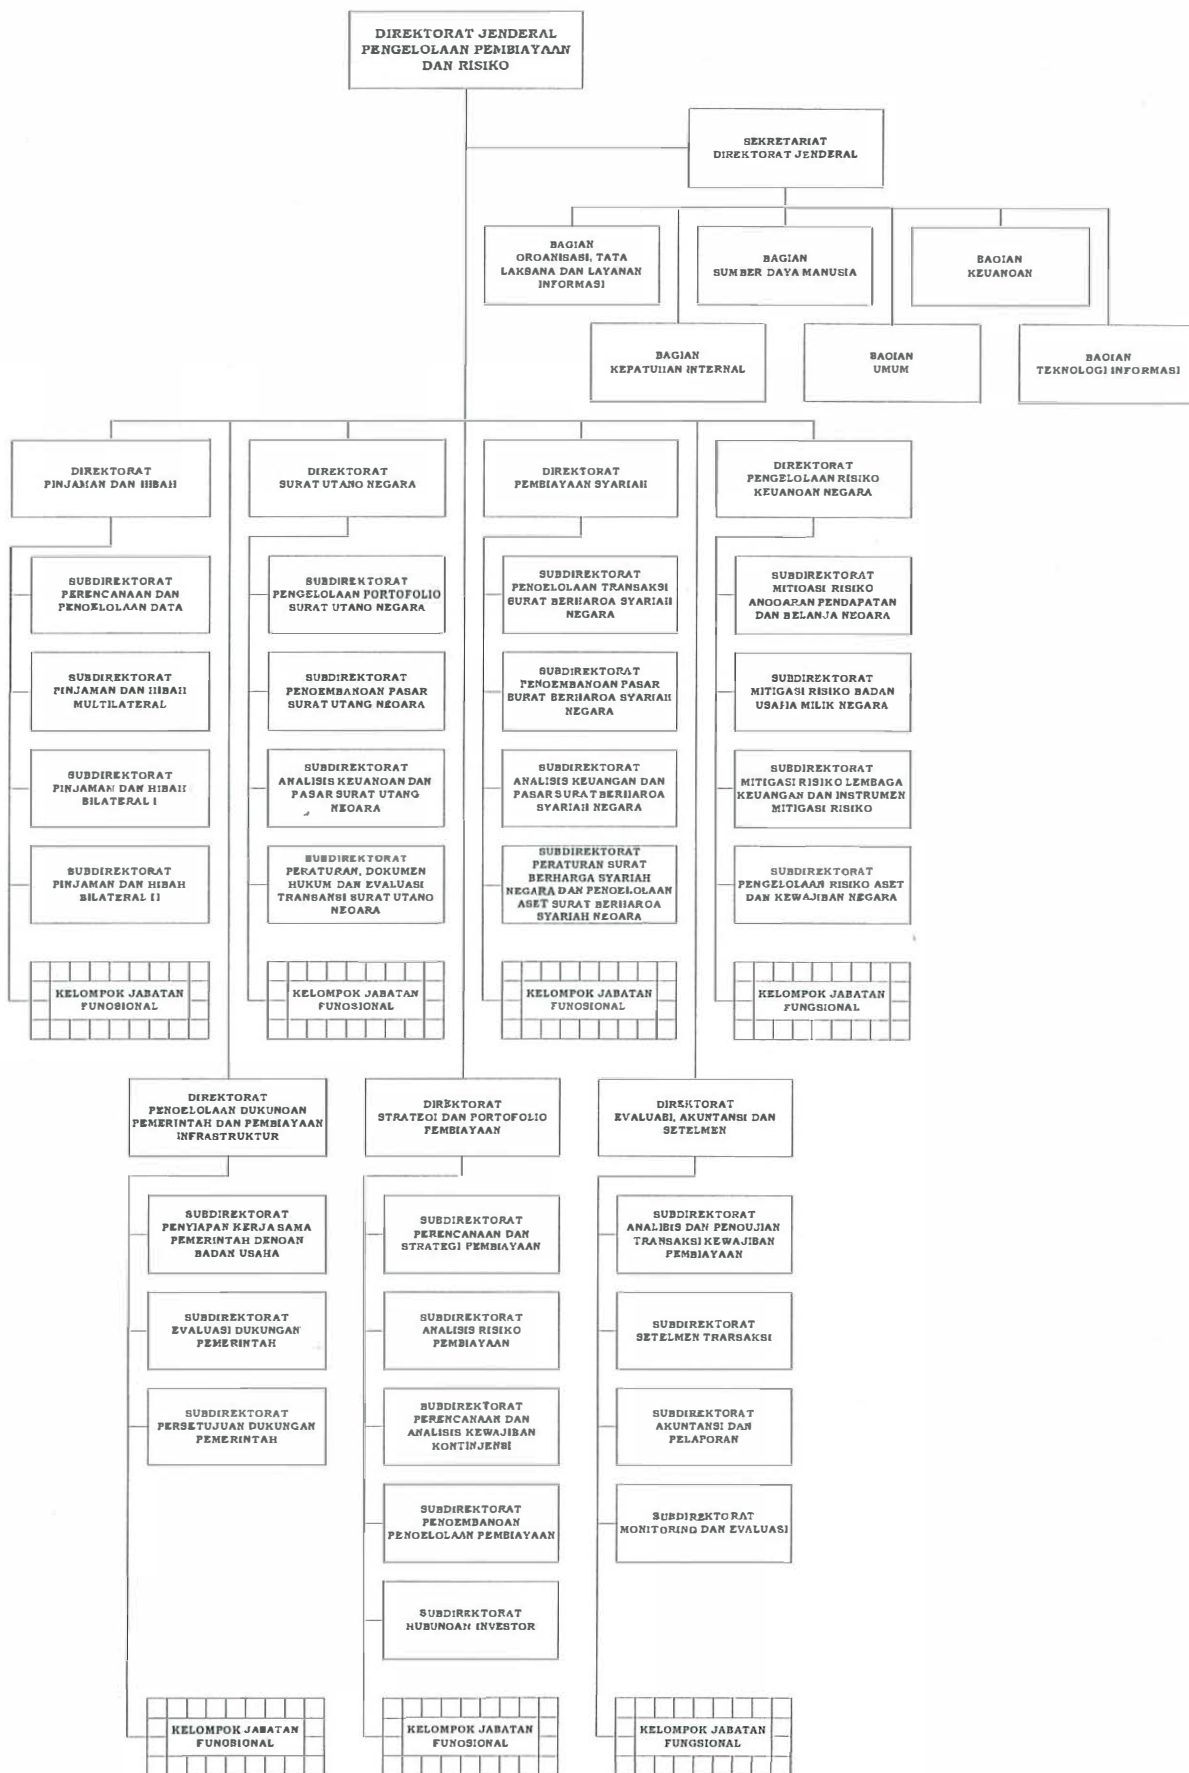 DIREKTORAT JENDERAL
PENGELOLAAN PEMBIAYAAN
DAN RISIKO
SEKRETARIAT
DIREKTORAT JENDERAL
BAGIAN
ORGANISASI, TATA
LAKSANA DAN LAYANAN
INFORMASI
BAGIAN
SUMBER DAYA MANUSIA
BAGIAN
KEUANGAN
BAGIAN
KEPATUHAN INTERNAL
BAGIAN
UMUM
BAGIAN
TEKNOLOGI INFORMASI
DIREKTORAT
PINJAMAN DAN HIBAH
DIREKTORAT
SURAT UTANG NEGARA
DIREKTORAT
PEMBIAYAAN SYARIAH
DIREKTORAT
PENGELOLAAN RISIKO
KEUANGAN NEGARA
SUBDIREKTORAT
PERENCANAAN DAN
PENGELOLAAN DATA
SUBDIREKTORAT
PENGELOLAAN PORTOFOLIO
SURAT UTANG NEGARA
SUBDIREKTORAT
PENGELOLAAN TRANSAKSI
SURAT BERHARGA SYARIAH
NEGARA
SUBDIREKTORAT
MITIGASI RISIKO
ANGGARAN PENDAPATAN
DAN BELANJA NEGARA
SUBDIREKTORAT
PINJAMAN DAN HIBAH
MULTILATERAL
SUBDIREKTORAT
PENGEMBANGAN PASAR
SURAT UTANG NEGARA
SUBDIREKTORAT
PENGEMBANGAN PASAR
SURAT BERHARGA SYARIAH
NEGARA
SUBDIREKTORAT
MITIGASI RISIKO BADAN
USAHA MILIK NEGARA
SUBDIREKTORAT
PINJAMAN DAN HIBAH
BILATERAL I
SUBDIREKTORAT
ANALISIS KEUANGAN DAN
PASAR SURAT UTANG
NEGARA
SUBDIREKTORAT
ANALISIS KEUANGAN DAN
PASAR SURAT BERHARGA
SYARIAH NEGARA
SUBDIREKTORAT
MITIGASI RISIKO LEMBAGA
KEUANGAN DAN INSTRUMEN
MITIGASI RISIKO
SUBDIREKTORAT
PINJAMAN DAN HIBAH
BILATERAL II
SUBDIREKTORAT
PERATURAN, DOKUMEN
HUKUM DAN EVALUASI
TRANSANSI SURAT UTANG
NEGARA
SUBDIREKTORAT
PERATURAN SURAT
BERHARGA SYARIAH
NEGARA DAN PENGELOLAAN
ASET SURAT BERHARGA
SYARIAH NEGARA
SUBDIREKTORAT
PENGELOLAAN RISIKO ASET
DAN KEWAJIBAN NEGARA
KELOMPOK JABATAN
FUNGSIONAL
KELOMPOK JABATAN
FUNGSIONAL
KELOMPOK JABATAN
FUNGSIONAL
KELOMPOK JABATAN
FUNGSIONAL
DIREKTORAT
PENGELOLAAN DUKUNGAN
PEMERINTAH DAN PEMBIAYAAN
INFRASTRUKTUR
DIREKTORAT
STRATEGI DAN PORTOFOLIO
PEMBIAYAAN
DIREKTORAT
EVALUASI, AKUNTANSI DAN
SETELMEN
SUBDIREKTORAT
PENYIAPAN KERJA SAMA
PEMERINTAH DENGAN
BADAN USAHA
SUBDIREKTORAT
PERENCANAAN DAN
STRATEGI PEMBIAYAAN
SUBDIREKTORAT
ANALISIS DAN PENGUJIAN
TRANSAKSI KEWAJIBAN
PEMBIAYAAN
SUBDIREKTORAT
EVALUASI DUKUNGAN
PEMERINTAH
SUBDIREKTORAT
ANALISIS RISIKO
PEMBIAYAAN
SUBDIREKTORAT
SETELMEN TRANSAKSI
SUBDIREKTORAT
PERSETUJUAN DUKUNGAN
PEMERINTAH
SUBDIREKTORAT
PERENCANAAN DAN
ANALISIS KEWAJIBAN
KONTINJENSI
SUBDIREKTORAT
AKUNTANSI DAN
PELAPORAN
SUBDIREKTORAT
PENGEMBANGAN
PENGELOLAAN PEMBIAYAAN
SUBDIREKTORAT
MONITORING DAN EVALUASI
SUBDIREKTORAT
HUBUNGAN INVESTOR
KELOMPOK JABATAN
FUNGSIONAL
KELOMPOK JABATAN
FUNGSIONAL
KELOMPOK JABATAN
FUNGSIONAL